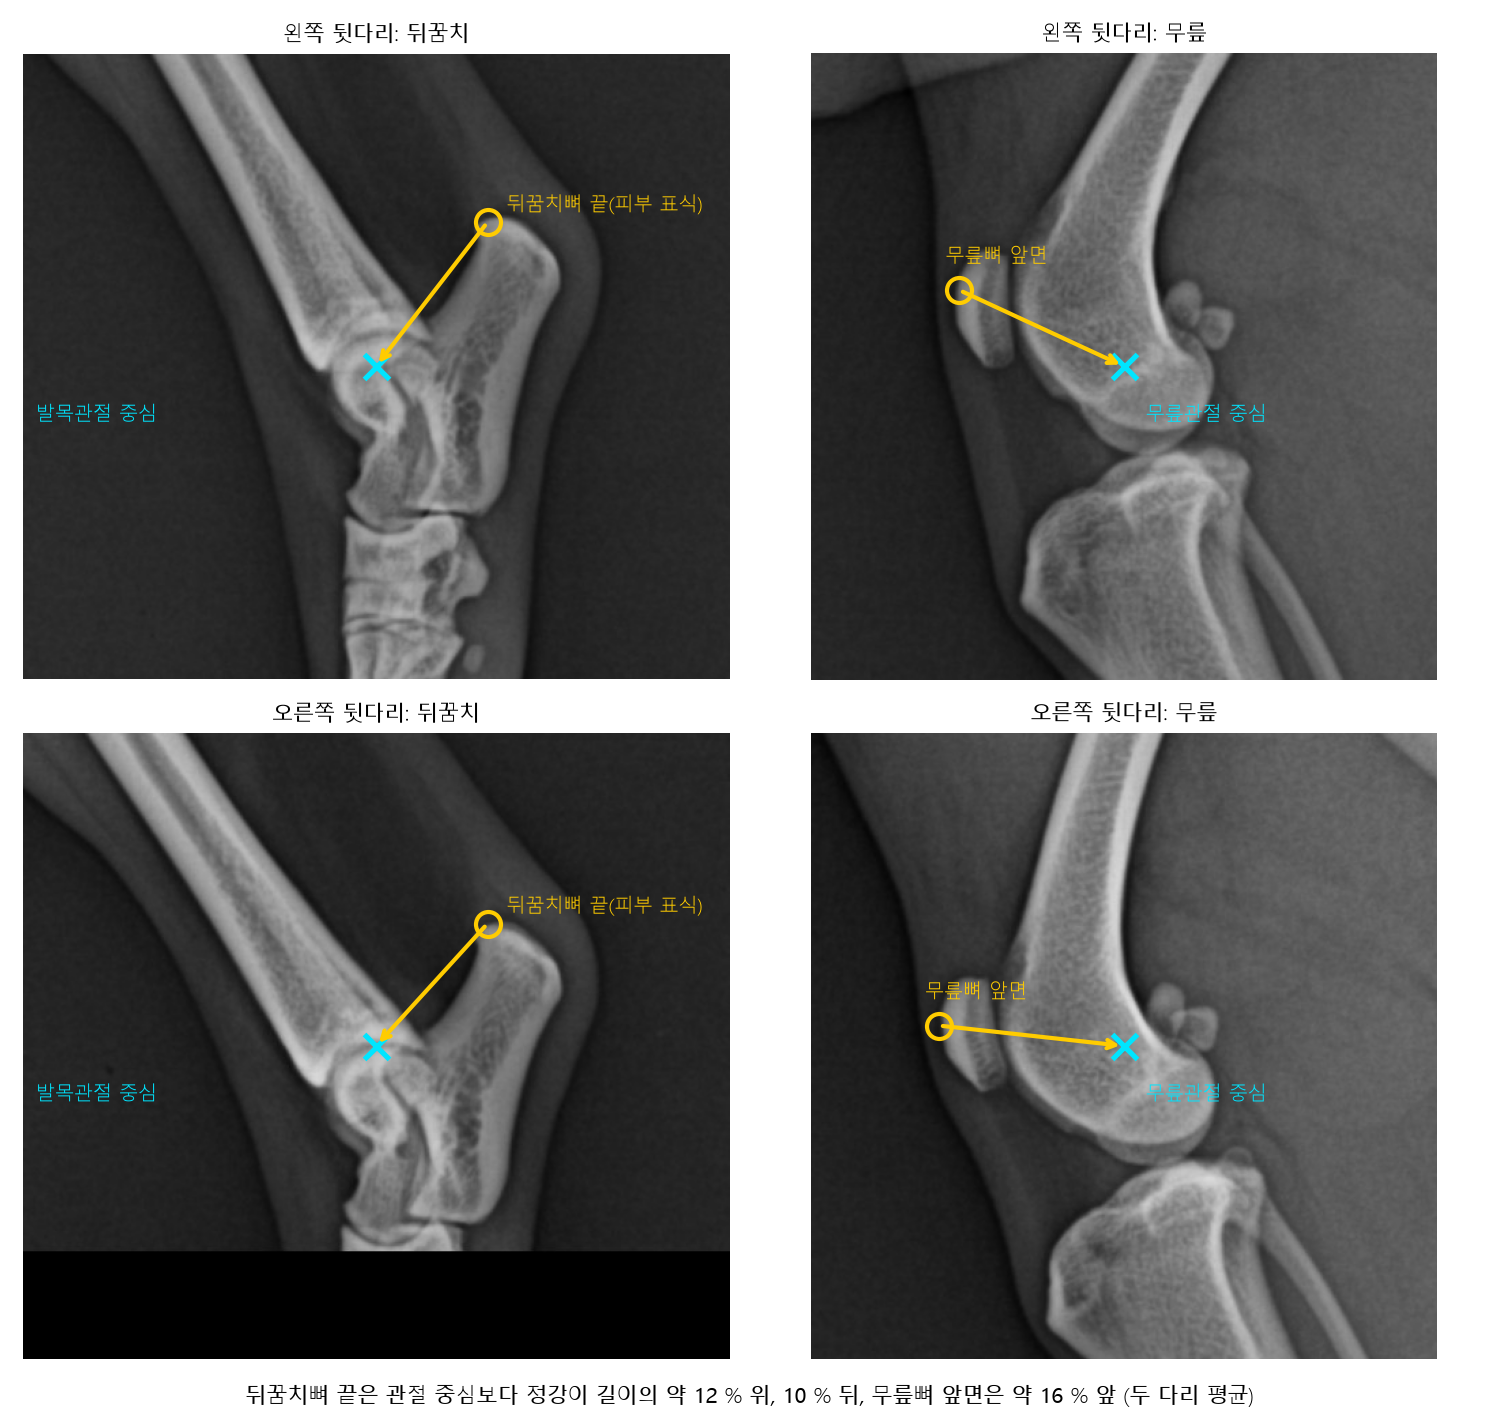 왼쪽 뒷다리: 뒤꿈치
왼쪽 뒷다리: 무릎
뒤꿈치뼈 끝(피부 표식)
무릎뼈 앞면
발목관절 중심
무릎관절 중심
오른쪽 뒷다리: 뒤꿈치
오른쪽 뒷다리: 무릎
뒤꿈치뼈 끝(피부 표식)
무릎뼈 앞면
발목관절 중심
무릎관절 중심
뒤꿈치뼈 끝은 관절 중심보다 정강이 길이의 약 12 % 위, 10 % 뒤, 무릎뼈 앞면은 약 16 % 앞 (두 다리 평균)